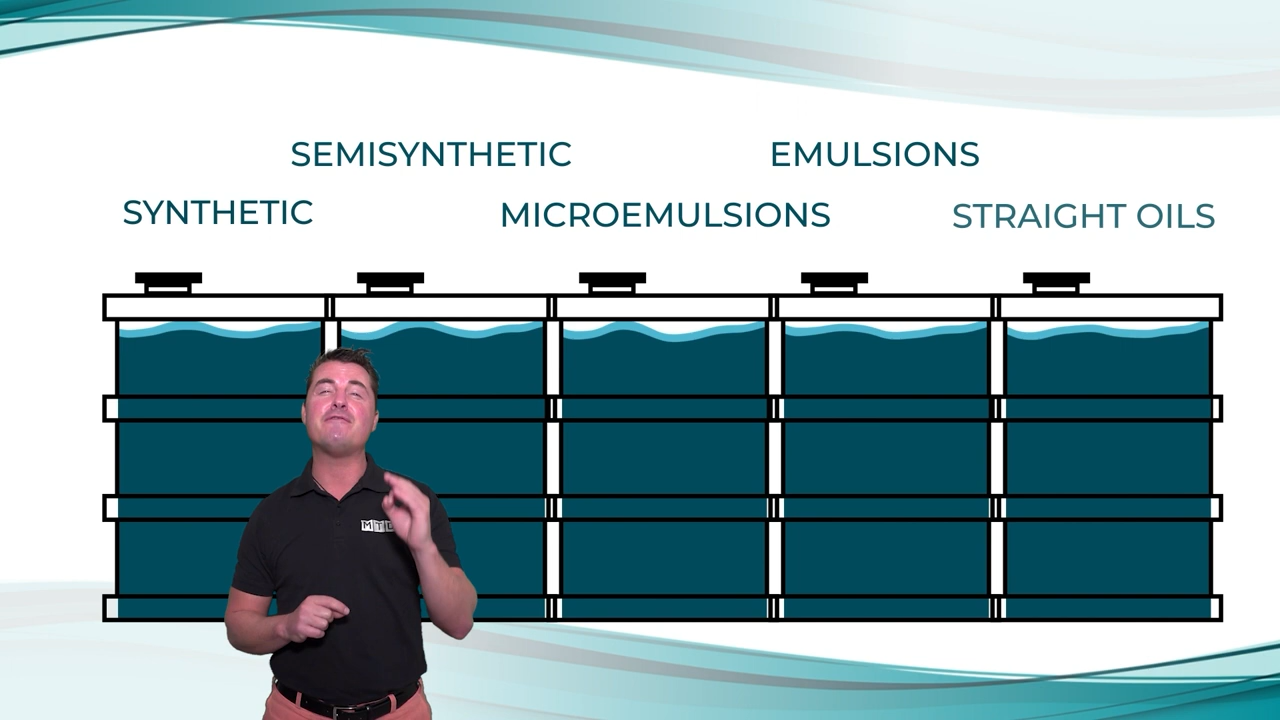 SEMISYNTHETIC EMULSIONS
SYNTHETIC MICROEMULSIONS STRAIGHT OILS